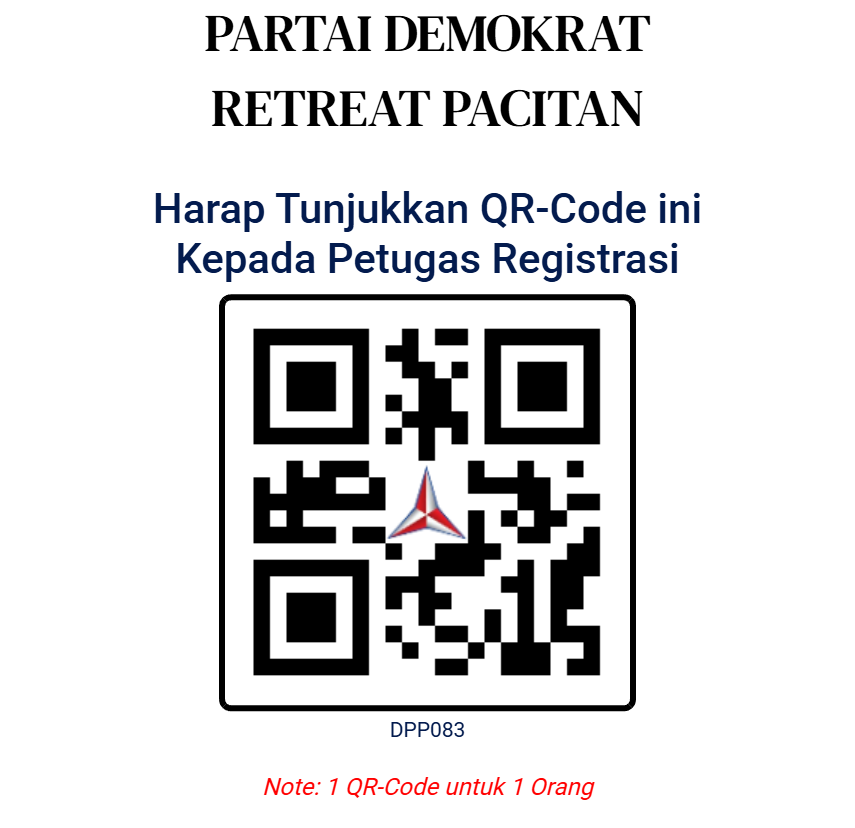 PARTAI DEMOKRAT
RETREAT PACITAN
Harap Tunjukkan QR-Code ini
Kepada Petugas Registrasi
DPP083
Note: 1 QR-Code untuk 1 Orang